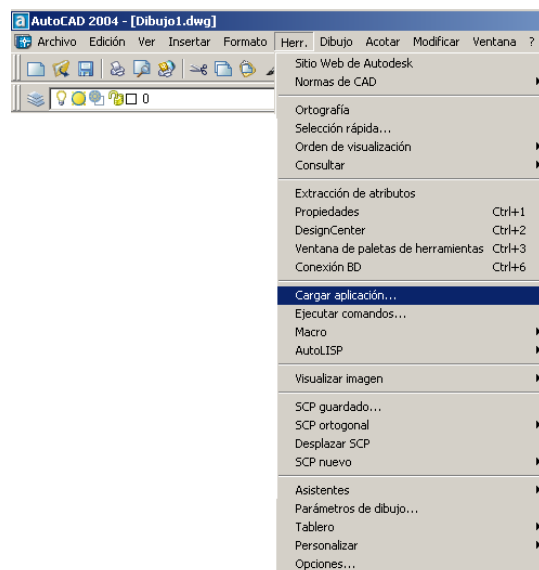 a AutoCAD 2004 - [Dibujo1.dwg]
Archivo Edición Ver Insertar Formato Herr. Dibujo Acotar Modificar Ventana ?
0
Sitio Web de Autodesk
Normas de CAD
Ortografía
Selección rápida...
Orden de visualización
Consultar
Extracción de atributos
Propiedades Ctrl+1
DesignCenter Ctrl+2
Ventana de paletas de herramientas Ctrl+3
Conexión BD Ctrl+6
Cargar aplicación...
Ejecutar comandos...
Macro
AutoLISP
Visualizar imagen
SCP guardado...
SCP ortogonal
Desplazar SCP
SCP nuevo
Asistentes
Parámetros de dibujo...
Tablero
Personalizar
Opciones...